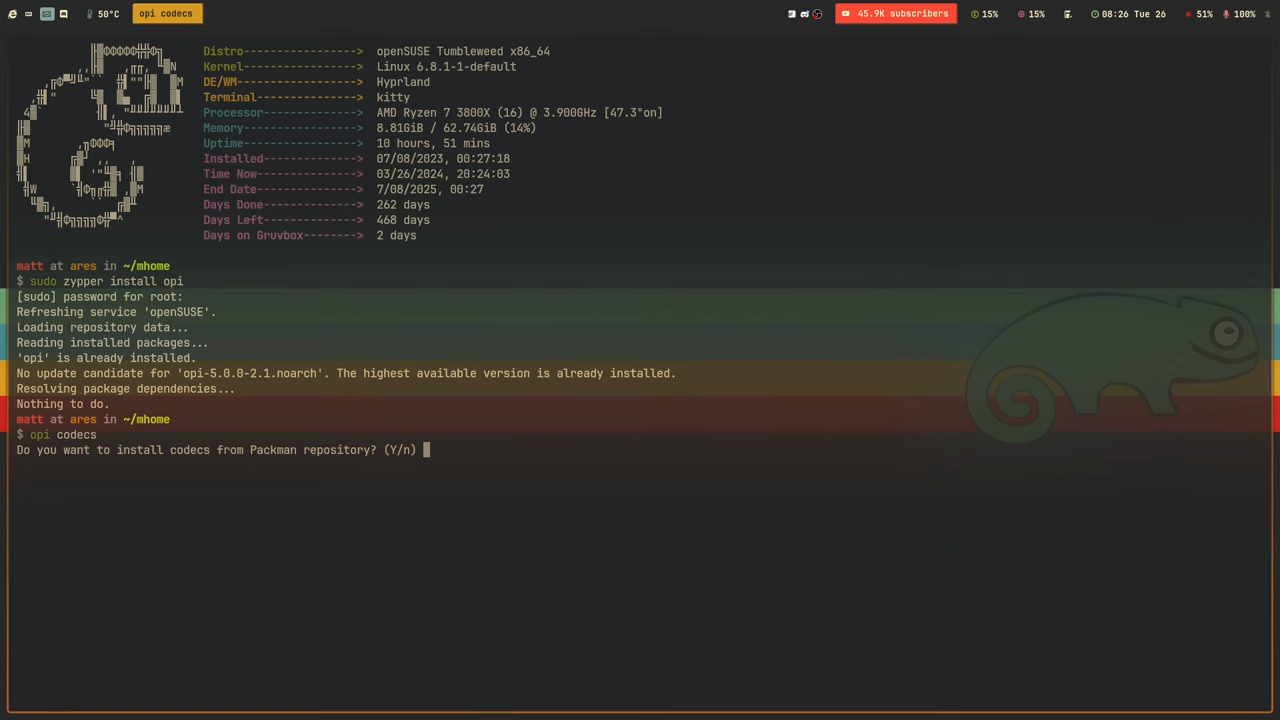 50°C
opi codecs
45.9K subscribers
15%
15%
08:26 Tue 26
51%
100%
Distro-----------------> openSUSE Tumbleweed x86_64
Kernel-----------------> Linux 6.8.1-1-default
DE/WM------------------> Hyprland
Terminal---------------> kitty
Processor--------------> AMD Ryzen 7 3800X (16) @ 3.900GHz [47.3°on]
Memory-----------------> 8.81GiB / 62.74GiB (14%)
Uptime-----------------> 10 hours, 51 mins
Installed--------------> 07/08/2023, 00:27:18
Time Now---------------> 03/26/2024, 20:24:03
End Date---------------> 7/08/2025, 00:27
Days Done--------------> 262 days
Days Left--------------> 468 days
Days on Gruvbox--------> 2 days
matt at ares in ~/mhome
$ sudo zypper install opi
[sudo] password for root:
Refreshing service 'openSUSE'.
Loading repository data...
Reading installed packages...
'opi' is already installed.
No update candidate for 'opi-5.0.0-2.1.noarch'. The highest available version is already installed.
Resolving package dependencies...
Nothing to do.
matt at ares in ~/mhome
$ opi codecs
Do you want to install codecs from Packman repository? (Y/n)